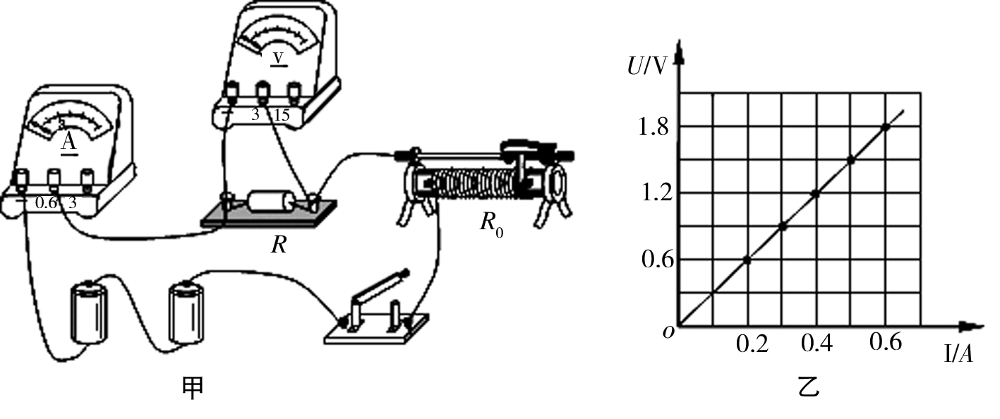 V
− 3 15
A
− 0.6 3
R
R₀
甲
U/V
1.8
1.2
0.6
o
0.2 0.4 0.6
I/A
乙